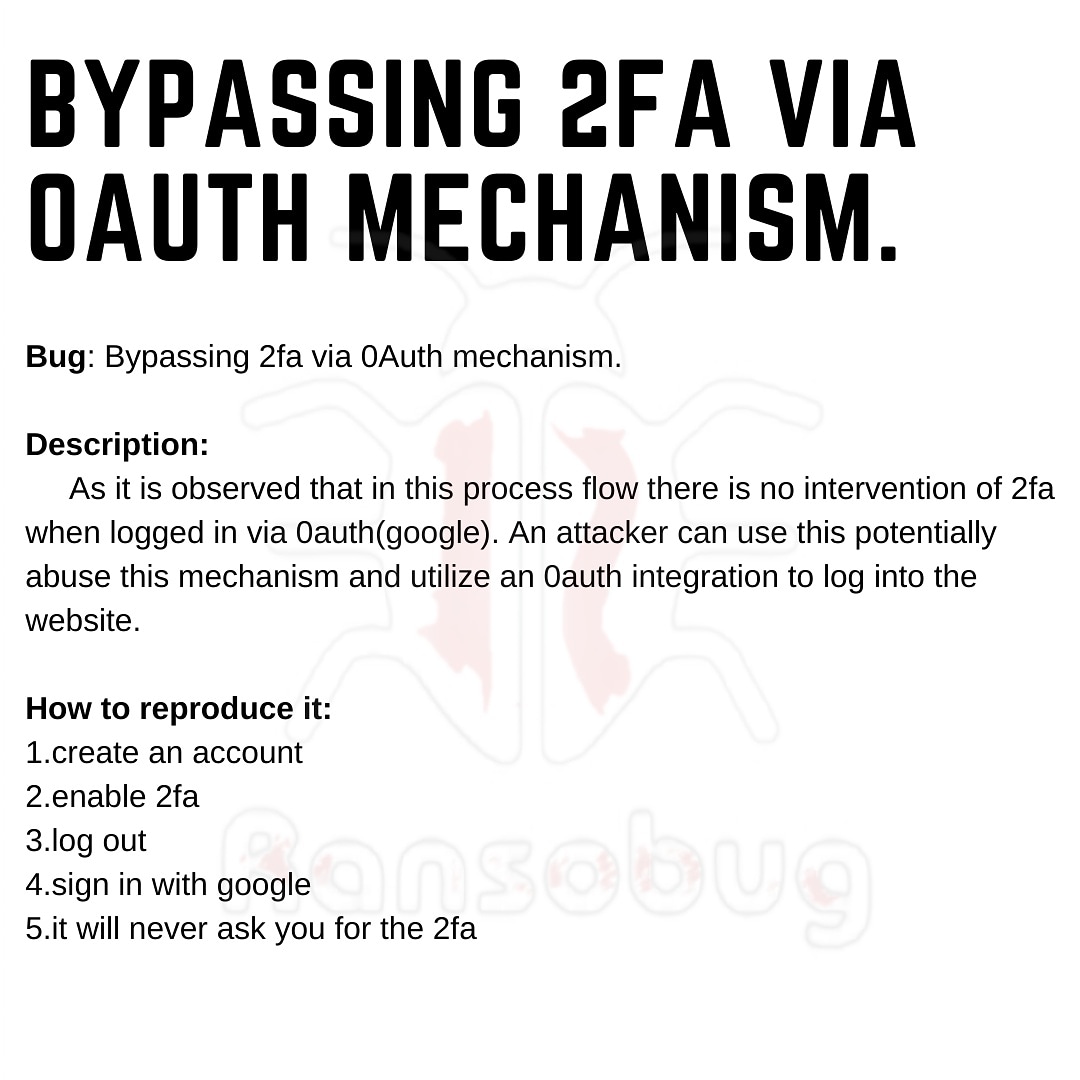 BYPASSING 2FA VIA
0AUTH MECHANISM.
Bug: Bypassing 2fa via 0Auth mechanism.
Description:
As it is observed that in this process flow there is no intervention of 2fa
when logged in via 0auth(google). An attacker can use this potentially
abuse this mechanism and utilize an 0auth integration to log into the
website.
How to reproduce it:
1.create an account
2.enable 2fa
3.log out
4.sign in with google
5.it will never ask you for the 2fa
Ransobug